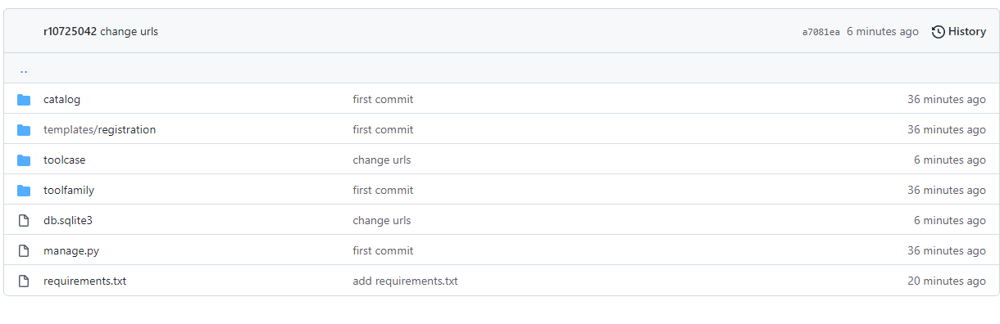 r10725042 change urls a7081ea 6 minutes ago History
..
catalog first commit 36 minutes ago
templates/registration first commit 36 minutes ago
toolcase change urls 6 minutes ago
toolfamily first commit 36 minutes ago
db.sqlite3 change urls 6 minutes ago
manage.py first commit 36 minutes ago
requirements.txt add requirements.txt 20 minutes ago